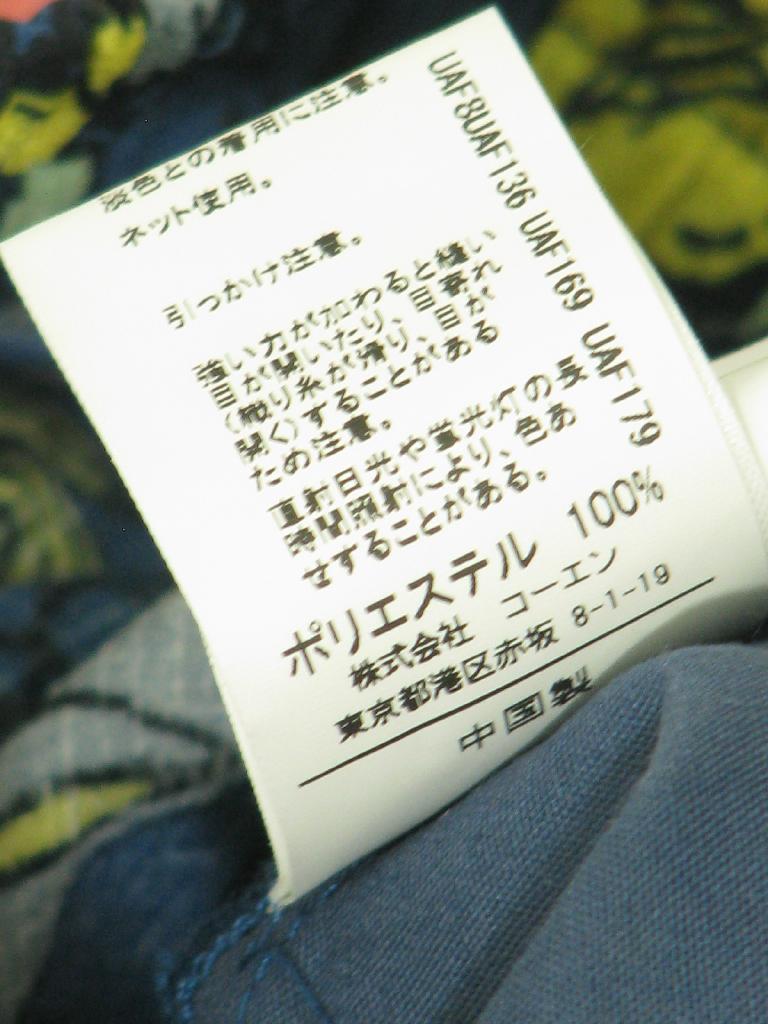 淡色との着用に注意。
ネット使用。
引っかけ注意。
強い力が加わると縫い
目が開いたり、目寄れ
(織り糸が滑り、目が
開く)することがある
ため注意。
直射日光や蛍光灯の長
時間照射により、色あ
せすることがある。
UAF8UAF136 UAF169 UAF179
ポリエステル 100%
株式会社 コーエン
東京都港区赤坂 8-1-19
中国製